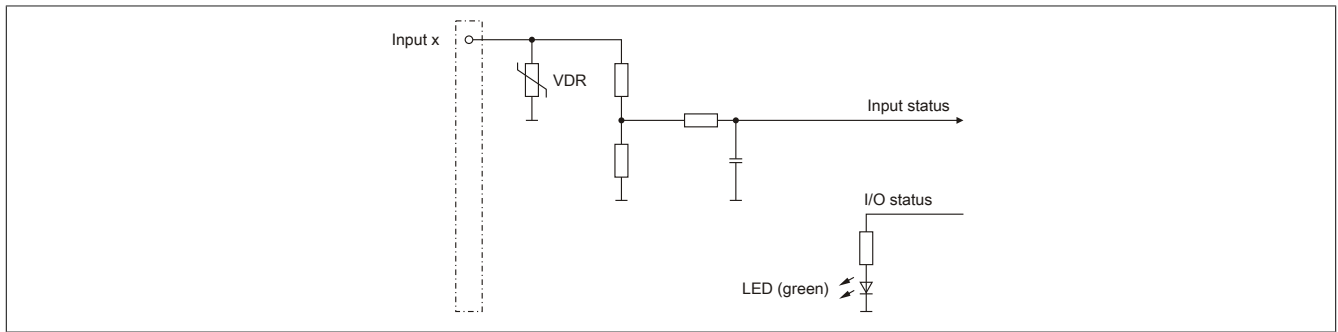 Input x
VDR
Input status
I/O status
LED (green)